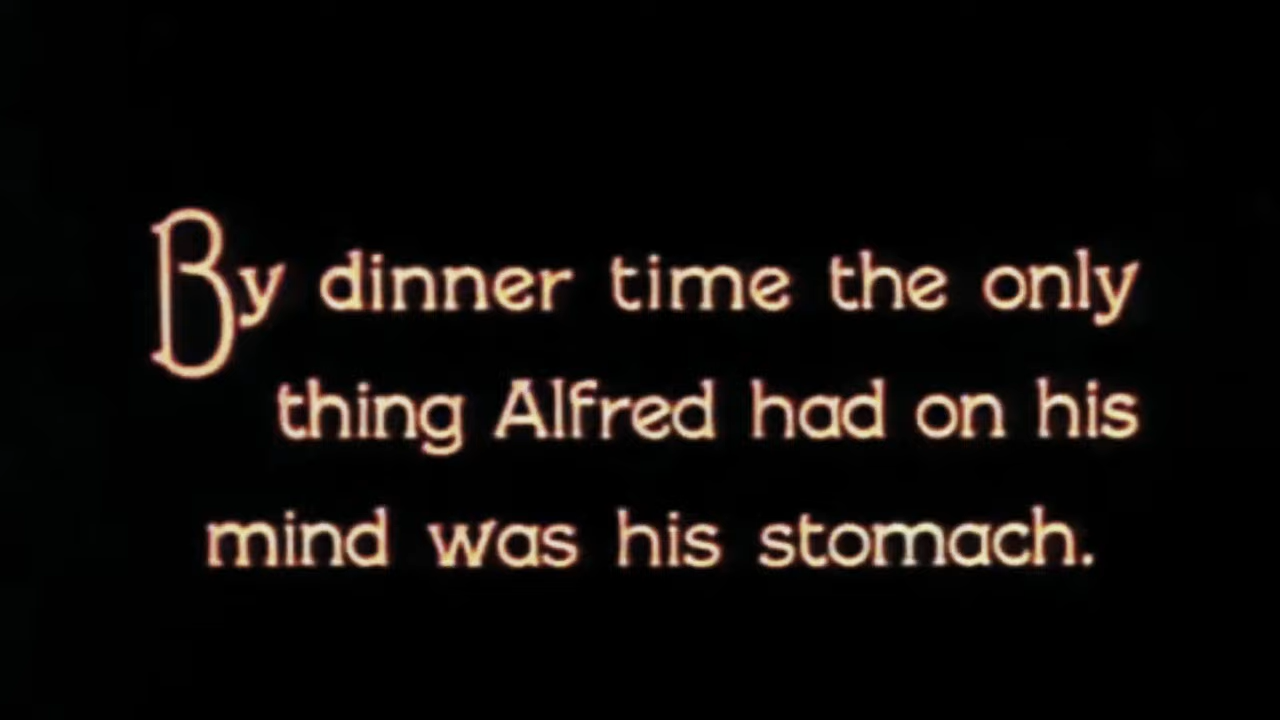 By dinner time the only
thing Alfred had on his
mind was his stomach.